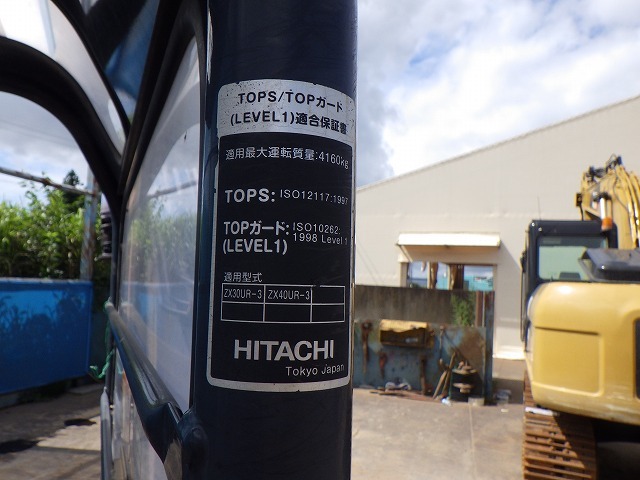 TOPS/TOPガード
(LEVEL1)適合保証書
適用最大運転質量:4160kg
TOPS: ISO12117:1997
TOPガード: ISO10262:
(LEVEL1) 1998 Level 1
適用型式
ZX30UR-3 ZX40UR-3
HITACHI
Tokyo Japan